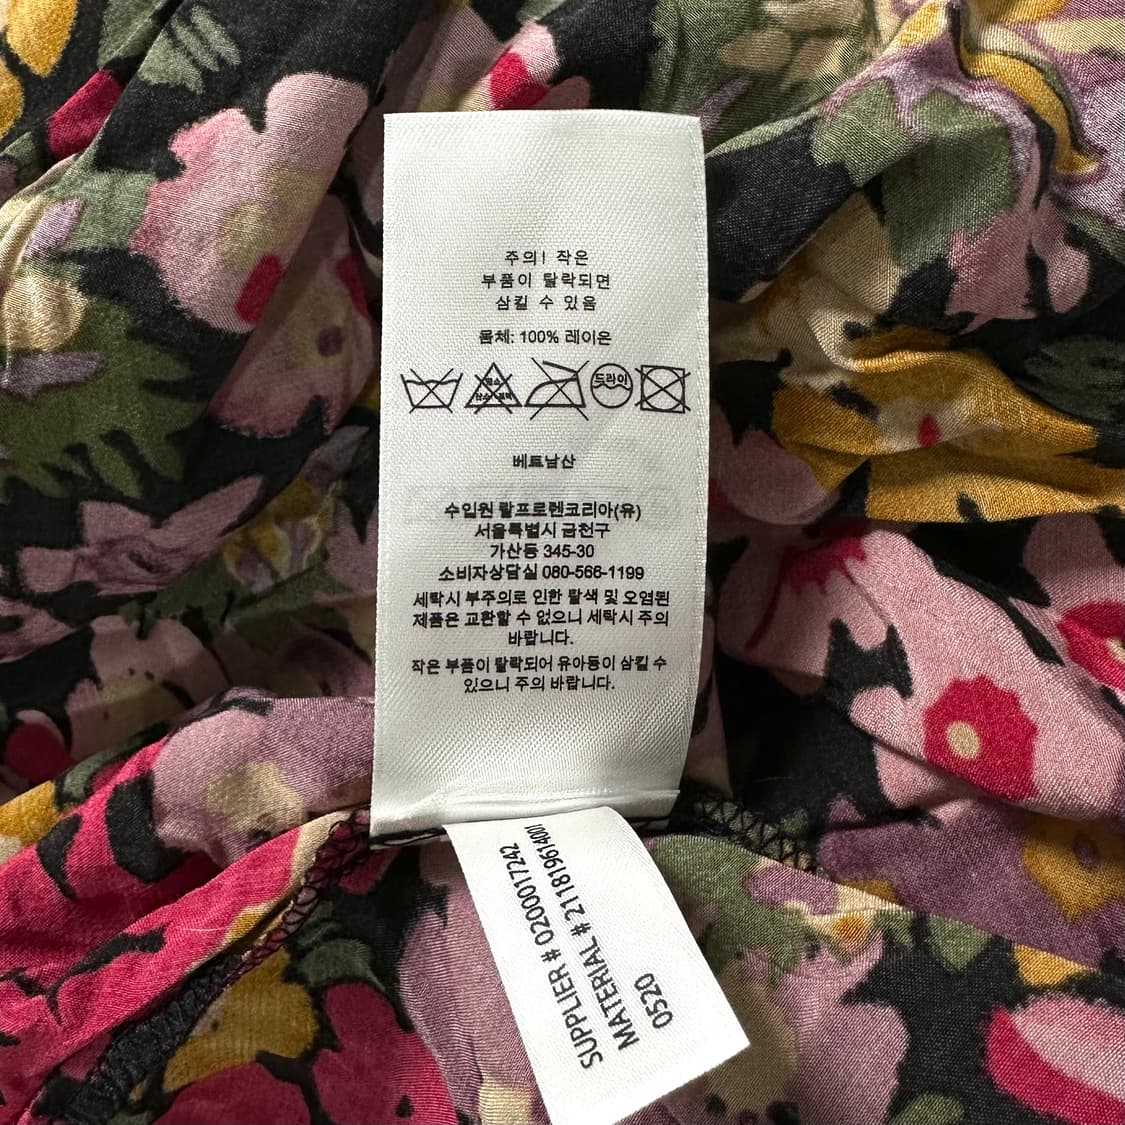 주의! 작은
부품이 탈락되면
삼킬 수 있음
몸체: 100% 레이온
드라이
베트남산
수입원 랄프로렌코리아(유)
서울특별시 금천구
가산동 345-30
소비자상담실 080-566-1199
세탁시 부주의로 인한 탈색 및 오염된
제품은 교환할 수 없으니 세탁시 주의
바랍니다.
작은 부품이 탈락되어 유아등이 삼킬 수
있으니 주의 바랍니다.
SUPPLIER # 0200017242
MATERIAL # 211819614001
0520